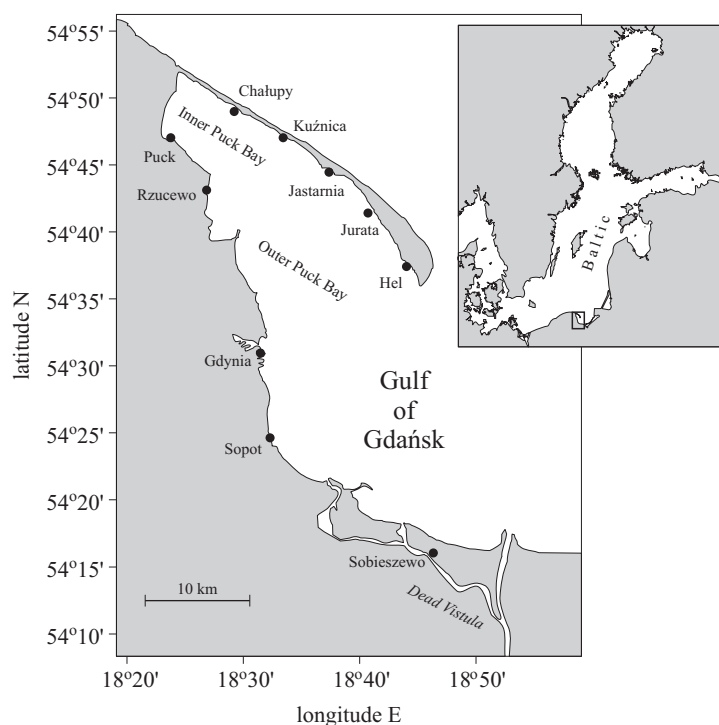 54°55'
54°50'
54°45'
54°40'
54°35'
54°30'
54°25'
54°20'
54°15'
54°10'
latitude N
Chałupy
Kuźnica
Inner Puck Bay
Puck
Jastarnia
Rzucewo
Jurata
Outer Puck Bay
Hel
Gdynia
Gulf
of
Gdańsk
Sopot
Sobieszewo
Dead Vistula
10 km
18°20'
18°30'
18°40'
18°50'
longitude E
Baltic